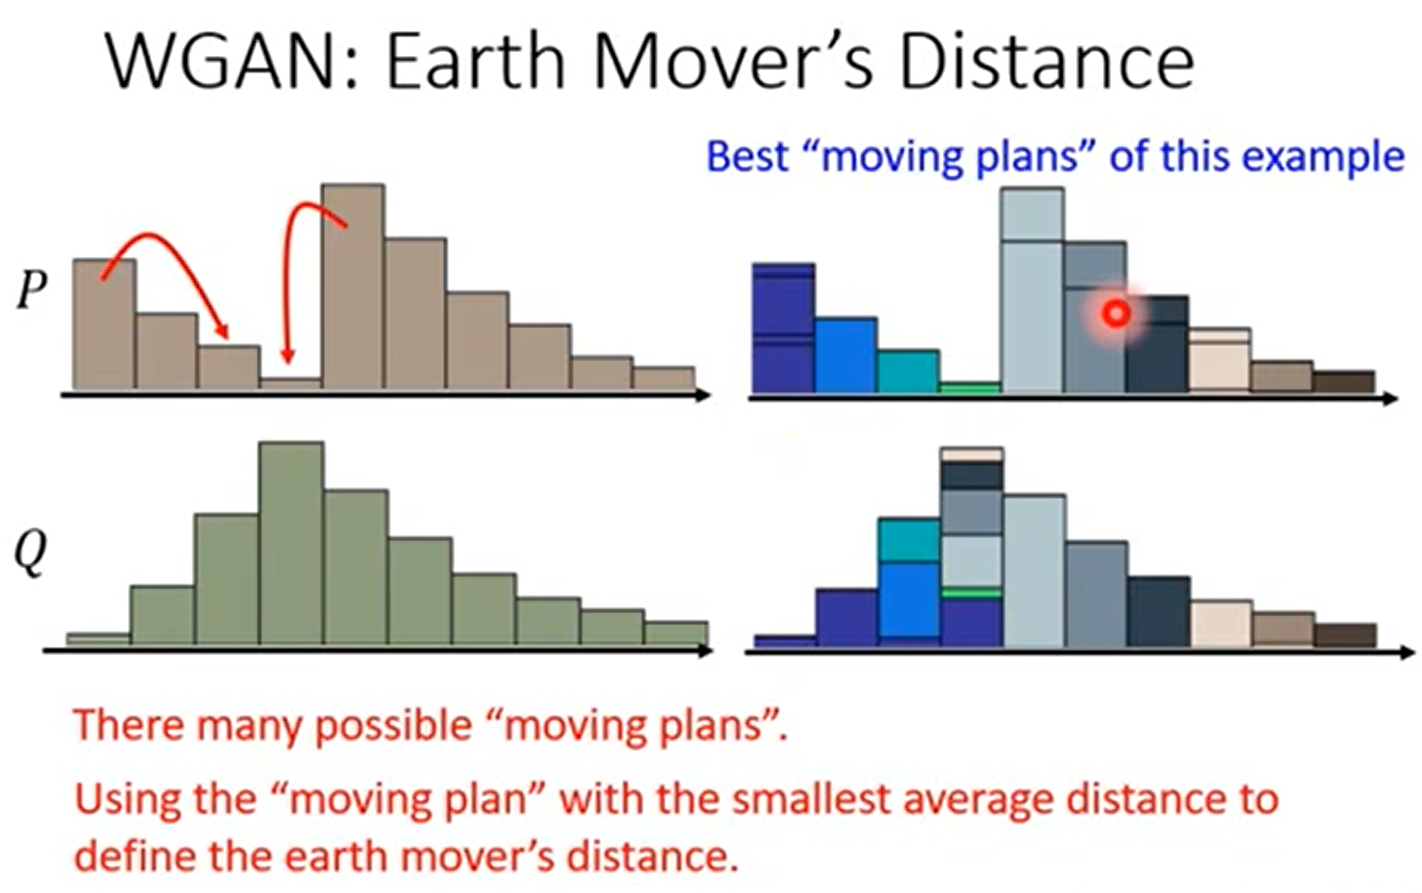 WGAN: Earth Mover’s Distance
Best “moving plans” of this example
P
Q
There many possible “moving plans”.
Using the “moving plan” with the smallest average distance to
define the earth mover’s distance.